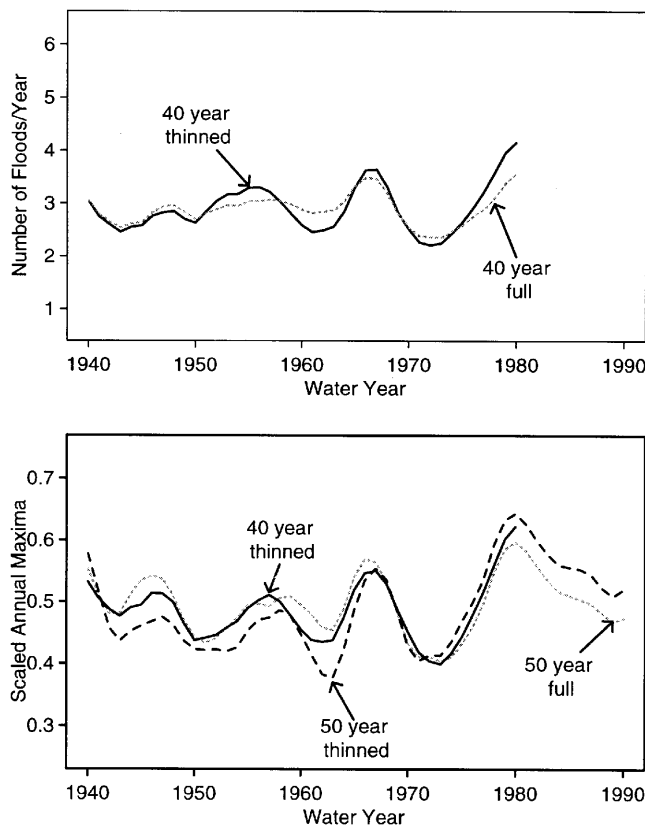 Number of Floods/Year
6
5
4
3
2
1
40 year
thinned
40 year
full
1940
1950
1960
1970
1980
1990
Water Year
Scaled Annual Maxima
0.7
0.6
0.5
0.4
0.3
40 year
thinned
50 year
full
50 year
thinned
1940
1950
1960
1970
1980
1990
Water Year